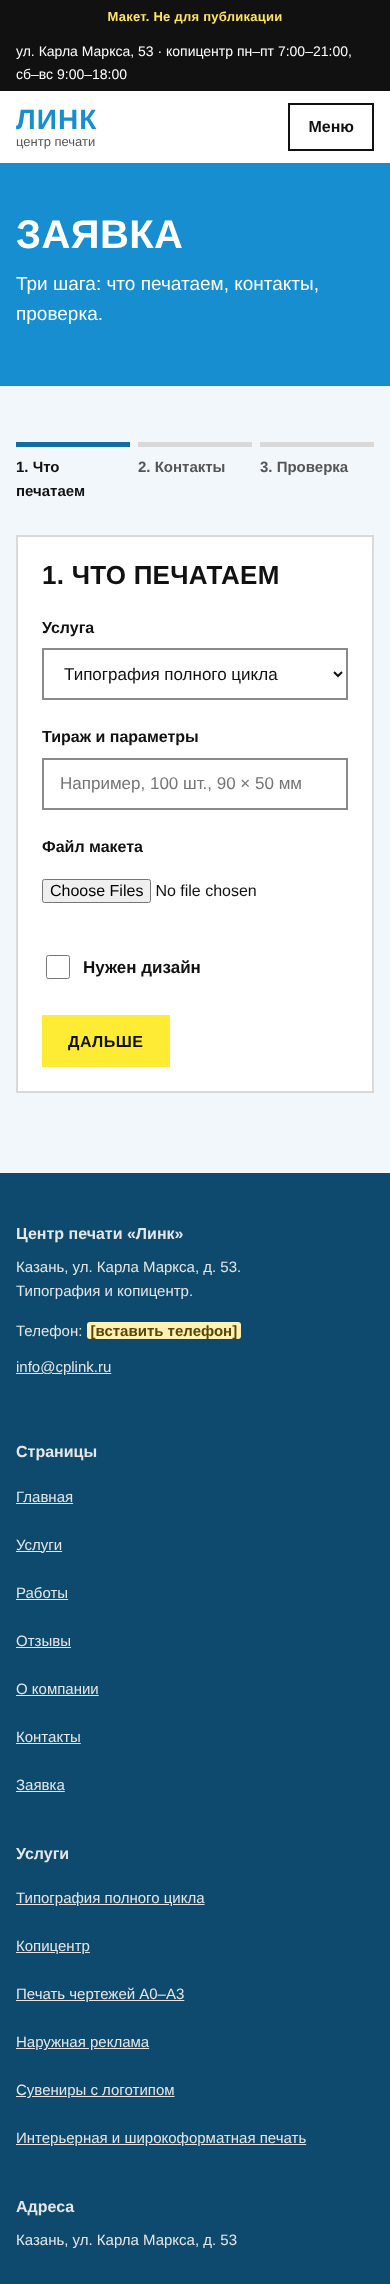 Макет. Не для публикации
ул. Карла Маркса, 53 · копицентр пн–пт 7:00–21:00,
сб–вс 9:00–18:00
ЛИНК
центр печати
Меню
ЗАЯВКА
Три шага: что печатаем, контакты,
проверка.
1. Что
печатаем
2. Контакты
3. Проверка
1. ЧТО ПЕЧАТАЕМ
Услуга
Типография полного цикла
Тираж и параметры
Например, 100 шт., 90 × 50 мм
Файл макета
Choose Files No file chosen
Нужен дизайн
ДАЛЬШЕ
Центр печати «Линк»
Казань, ул. Карла Маркса, д. 53.
Типография и копицентр.
Телефон: [вставить телефон]
info@cplink.ru
Страницы
Главная
Услуги
Работы
Отзывы
О компании
Контакты
Заявка
Услуги
Типография полного цикла
Копицентр
Печать чертежей А0–А3
Наружная реклама
Сувениры с логотипом
Интерьерная и широкоформатная печать
Адреса
Казань, ул. Карла Маркса, д. 53